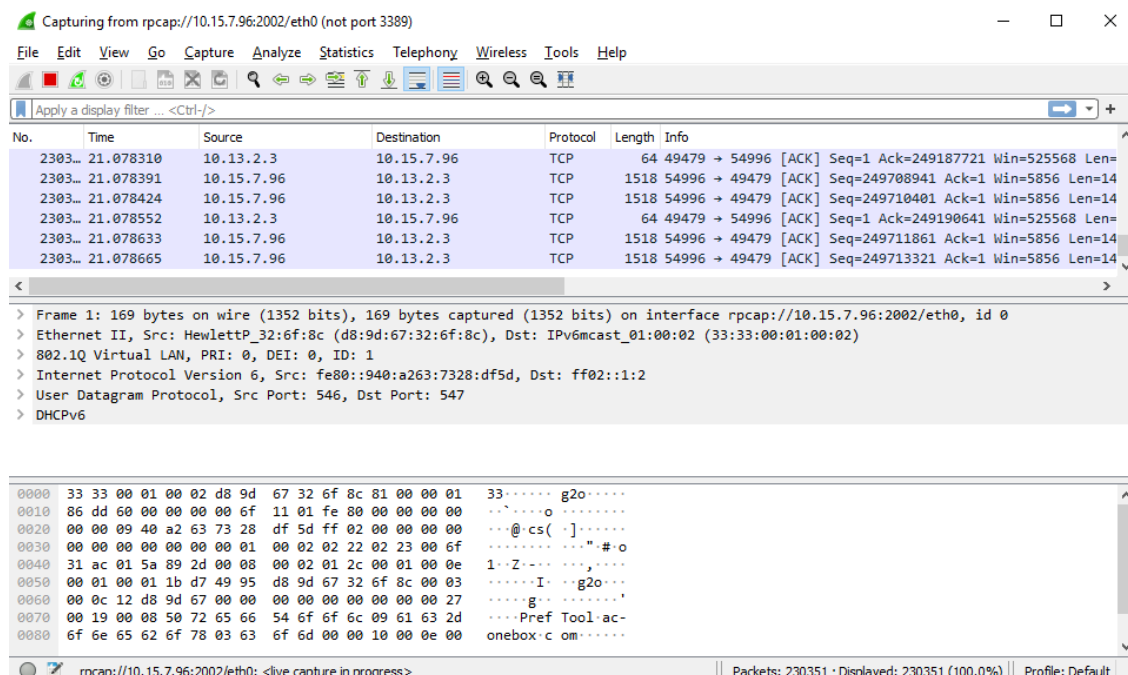 Capturing from rpcap://10.15.7.96:2002/eth0 (not port 3389)
File Edit View Go Capture Analyze Statistics Telephony Wireless Tools Help
Apply a display filter ... <Ctrl-/>
No. Time Source Destination Protocol Length Info
2303… 21.078310 10.13.2.3 10.15.7.96 TCP 64 49479 → 54996 [ACK] Seq=1 Ack=249187721 Win=525568 Len=
2303… 21.078391 10.15.7.96 10.13.2.3 TCP 1518 54996 → 49479 [ACK] Seq=249708941 Ack=1 Win=5856 Len=14
2303… 21.078424 10.15.7.96 10.13.2.3 TCP 1518 54996 → 49479 [ACK] Seq=249710401 Ack=1 Win=5856 Len=14
2303… 21.078552 10.13.2.3 10.15.7.96 TCP 64 49479 → 54996 [ACK] Seq=1 Ack=249190641 Win=525568 Len=
2303… 21.078633 10.15.7.96 10.13.2.3 TCP 1518 54996 → 49479 [ACK] Seq=249711861 Ack=1 Win=5856 Len=14
2303… 21.078665 10.15.7.96 10.13.2.3 TCP 1518 54996 → 49479 [ACK] Seq=249713321 Ack=1 Win=5856 Len=14
> Frame 1: 169 bytes on wire (1352 bits), 169 bytes captured (1352 bits) on interface rpcap://10.15.7.96:2002/eth0, id 0
> Ethernet II, Src: HewlettP_32:6f:8c (d8:9d:67:32:6f:8c), Dst: IPv6mcast_01:00:02 (33:33:00:01:00:02)
> 802.1Q Virtual LAN, PRI: 0, DEI: 0, ID: 1
> Internet Protocol Version 6, Src: fe80::940:a263:7328:df5d, Dst: ff02::1:2
> User Datagram Protocol, Src Port: 546, Dst Port: 547
> DHCPv6
0000 33 33 00 01 00 02 d8 9d 67 32 6f 8c 81 00 00 01 33······ g2o·····
0010 86 dd 60 00 00 00 00 6f 11 01 fe 80 00 00 00 00 ··`····o ········
0020 00 00 09 40 a2 63 73 28 df 5d ff 02 00 00 00 00 ···@·cs( ·]······
0030 00 00 00 00 00 00 00 01 00 02 02 22 02 23 00 6f ········ ···"·#·o
0040 31 ac 01 5a 89 2d 00 08 00 02 01 2c 00 01 00 0e 1··Z·-·· ···,····
0050 00 01 00 01 1b d7 49 95 d8 9d 67 32 6f 8c 00 03 ······I· ··g2o···
0060 00 0c 12 d8 9d 67 00 00 00 00 00 00 00 00 00 27 ·····g·· ·······'
0070 00 19 00 08 50 72 65 66 54 6f 6f 6c 09 61 63 2d ····Pref Tool·ac-
0080 6f 6e 65 62 6f 78 03 63 6f 6d 00 00 10 00 0e 00 onebox·c om······
rpcap://10.15.7.96:2002/eth0: <live capture in progress> Packets: 230351 · Displayed: 230351 (100.0%) Profile: Default